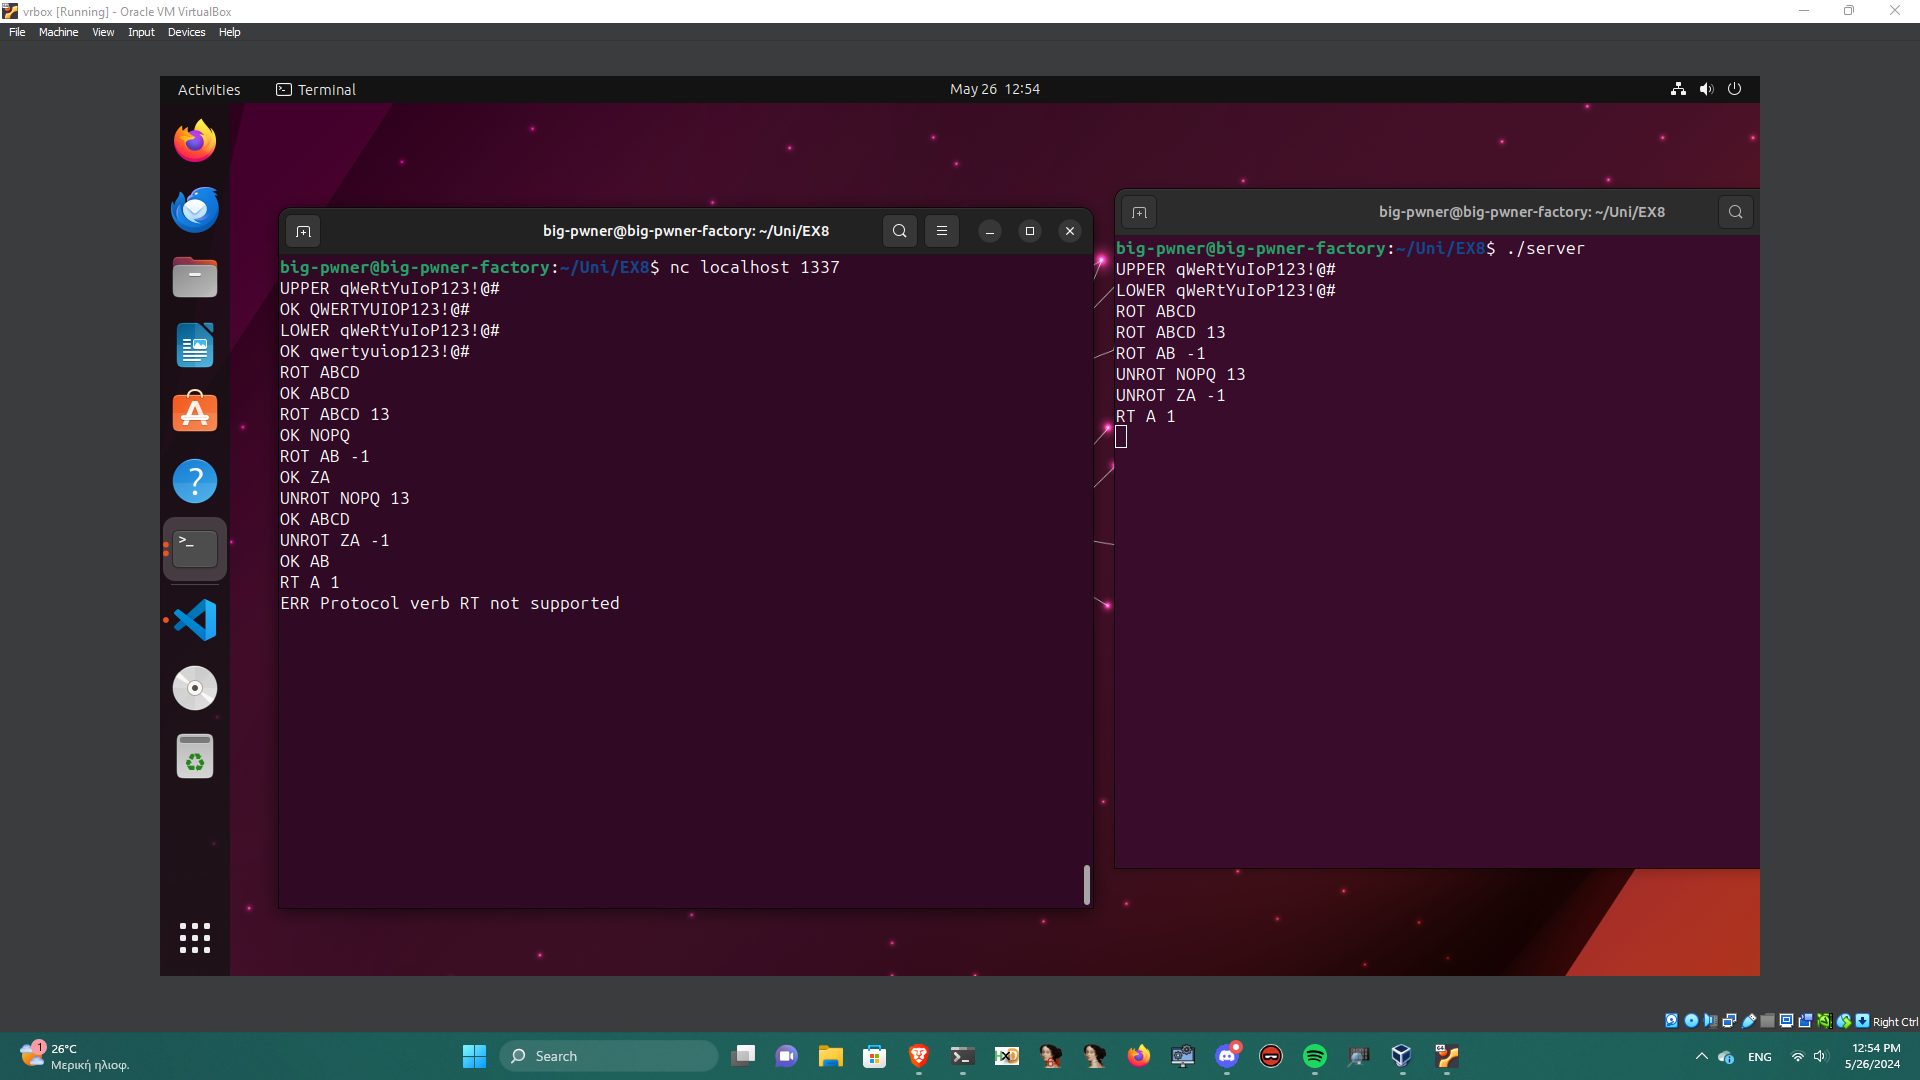 vrbox [Running] - Oracle VM VirtualBox
File Machine View Input Devices Help
Activities
Terminal
May 26 12:54
big-pwner@big-pwner-factory: ~/Uni/EX8
big-pwner@big-pwner-factory:~/Uni/EX8$ nc localhost 1337
UPPER qWeRtYuIoP123!@#
OK QWERTYUIOP123!@#
LOWER qWeRtYuIoP123!@#
OK qwertyuiop123!@#
ROT ABCD
OK ABCD
ROT ABCD 13
OK NOPQ
ROT AB -1
OK ZA
UNROT NOPQ 13
OK ABCD
UNROT ZA -1
OK AB
RT A 1
ERR Protocol verb RT not supported
big-pwner@big-pwner-factory: ~/Uni/EX8
big-pwner@big-pwner-factory:~/Uni/EX8$ ./server
UPPER qWeRtYuIoP123!@#
LOWER qWeRtYuIoP123!@#
ROT ABCD
ROT ABCD 13
ROT AB -1
UNROT NOPQ 13
UNROT ZA -1
RT A 1
Right Ctrl
1
26°C
Μερική ηλιοφ.
Search
HXD
ENG
12:54 PM
5/26/2024